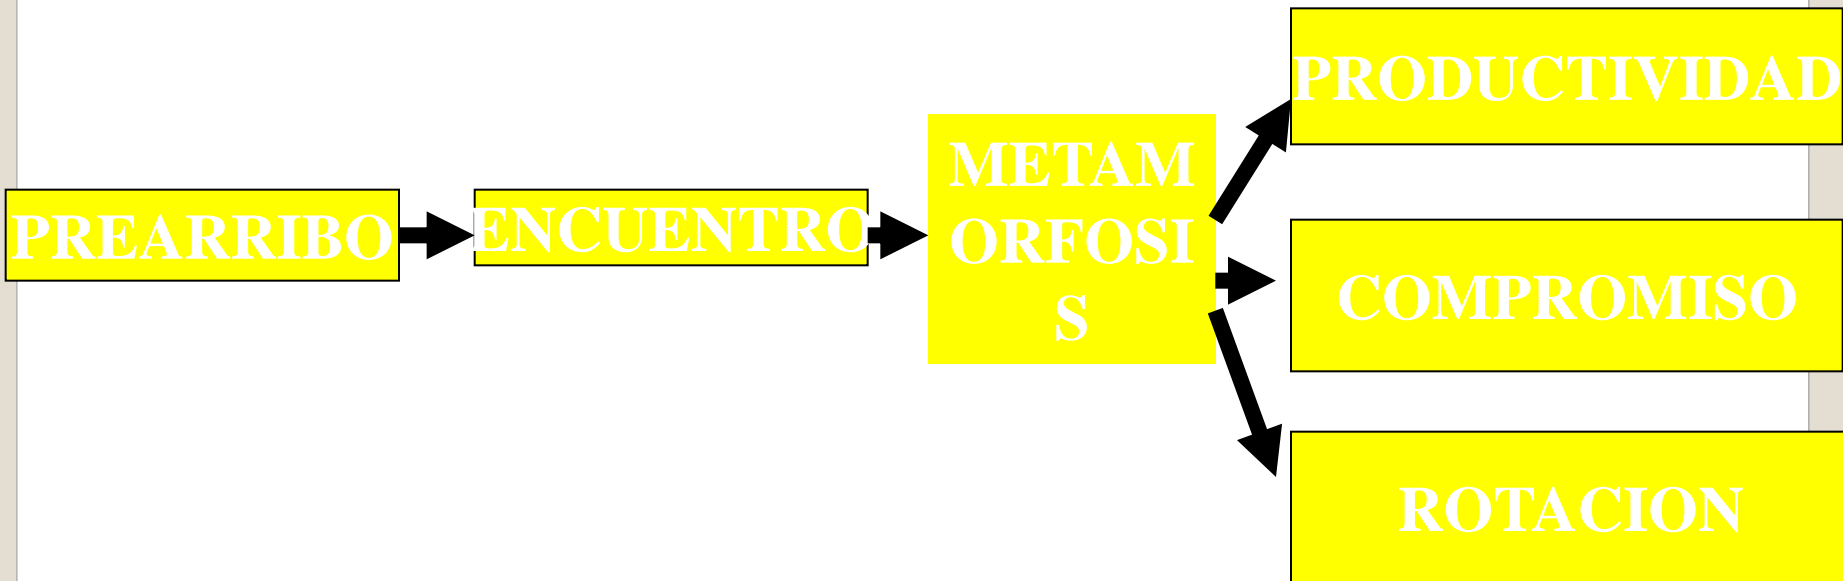 PREARRIBO
ENCUENTRO
METAM
ORFOSI
S
PRODUCTIVIDAD
COMPROMISO
ROTACION